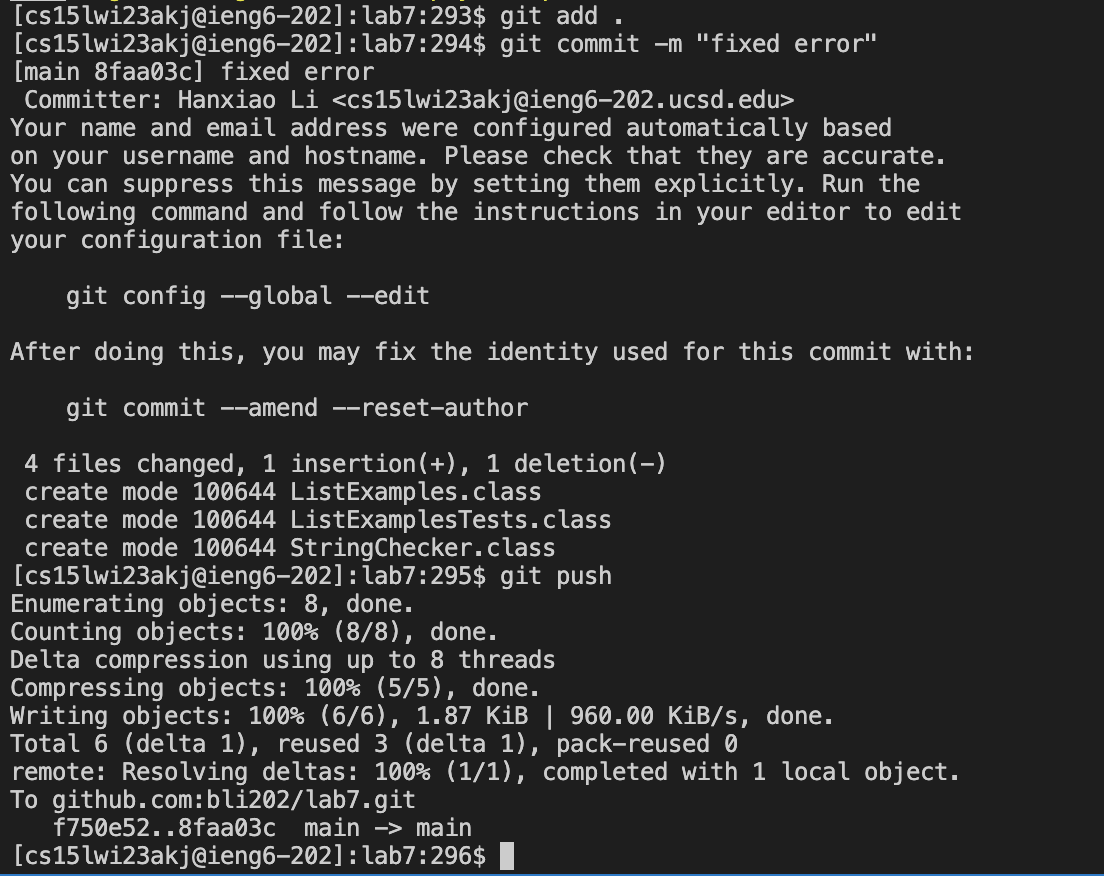 [cs15lwi23akj@ieng6-202]:lab7:293$ git add .
[cs15lwi23akj@ieng6-202]:lab7:294$ git commit -m "fixed error"
[main 8faa03c] fixed error
 Committer: Hanxiao Li <cs15lwi23akj@ieng6-202.ucsd.edu>
Your name and email address were configured automatically based
on your username and hostname. Please check that they are accurate.
You can suppress this message by setting them explicitly. Run the
following command and follow the instructions in your editor to edit
your configuration file:

    git config --global --edit

After doing this, you may fix the identity used for this commit with:

    git commit --amend --reset-author

 4 files changed, 1 insertion(+), 1 deletion(-)
 create mode 100644 ListExamples.class
 create mode 100644 ListExamplesTests.class
 create mode 100644 StringChecker.class
[cs15lwi23akj@ieng6-202]:lab7:295$ git push
Enumerating objects: 8, done.
Counting objects: 100% (8/8), done.
Delta compression using up to 8 threads
Compressing objects: 100% (5/5), done.
Writing objects: 100% (6/6), 1.87 KiB | 960.00 KiB/s, done.
Total 6 (delta 1), reused 3 (delta 1), pack-reused 0
remote: Resolving deltas: 100% (1/1), completed with 1 local object.
To github.com:bli202/lab7.git
   f750e52..8faa03c  main -> main
[cs15lwi23akj@ieng6-202]:lab7:296$